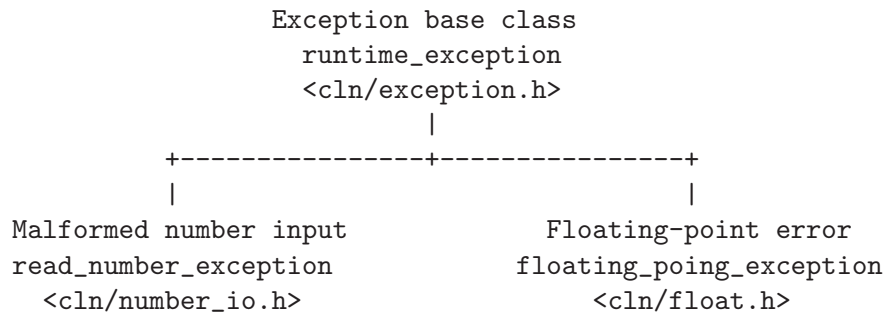 Exception base class
runtime_exception
<cln/exception.h>
|
+----------------+----------------+
| |
Malformed number input Floating-point error
read_number_exception floating_poing_exception
<cln/number_io.h> <cln/float.h>